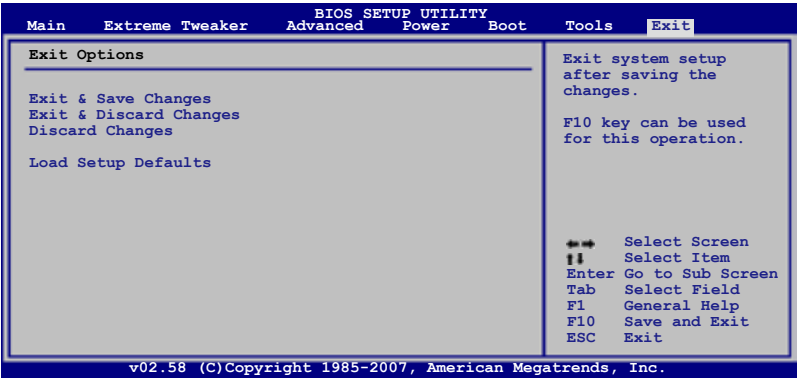 BIOS SETUP UTILITY
Main Extreme Tweaker Advanced Power Boot Tools Exit
Exit Options
Exit & Save Changes
Exit & Discard Changes
Discard Changes
Load Setup Defaults
Exit system setup
after saving the
changes.
F10 key can be used
for this operation.
Select Screen
Select Item
Enter Go to Sub Screen
Tab Select Field
F1 General Help
F10 Save and Exit
ESC Exit
v02.58 (C)Copyright 1985-2007, American Megatrends, Inc.